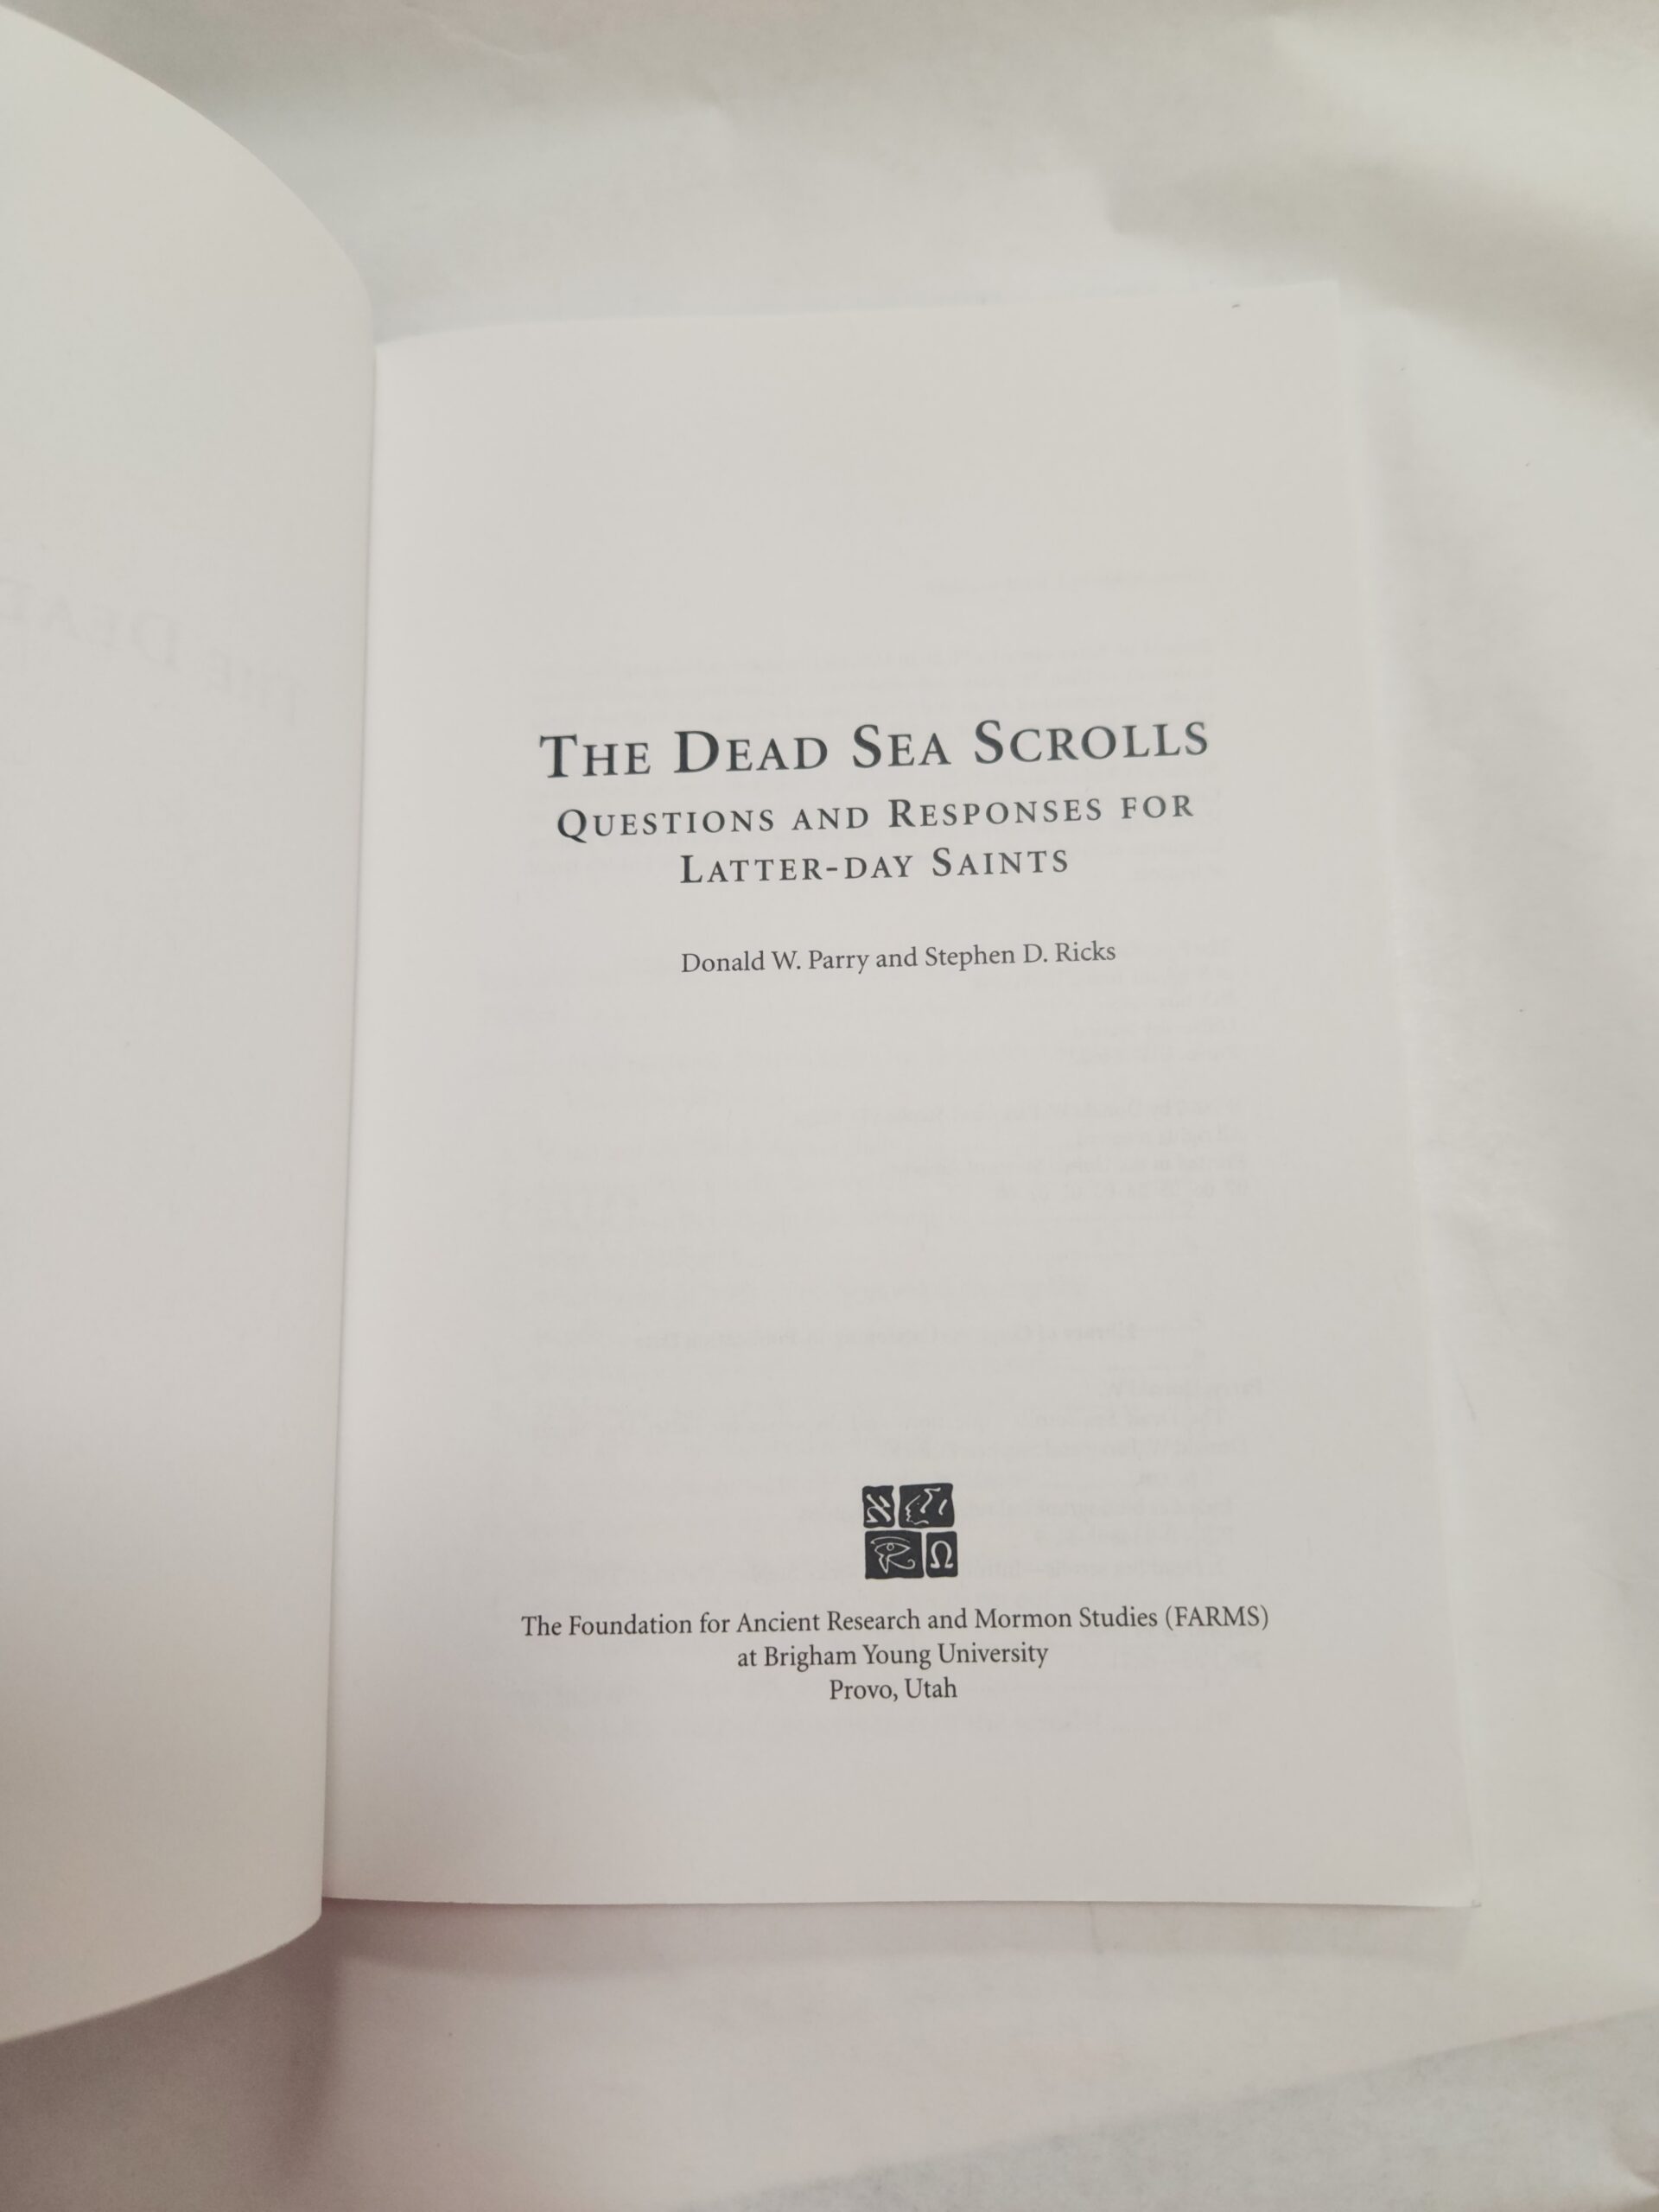 THE DEAD SEA SCROLLS
QUESTIONS AND RESPONSES FOR
LATTER-DAY SAINTS
Donald W. Parry and Stephen D. Ricks
The Foundation for Ancient Research and Mormon Studies (FARMS)
at Brigham Young University
Provo, Utah